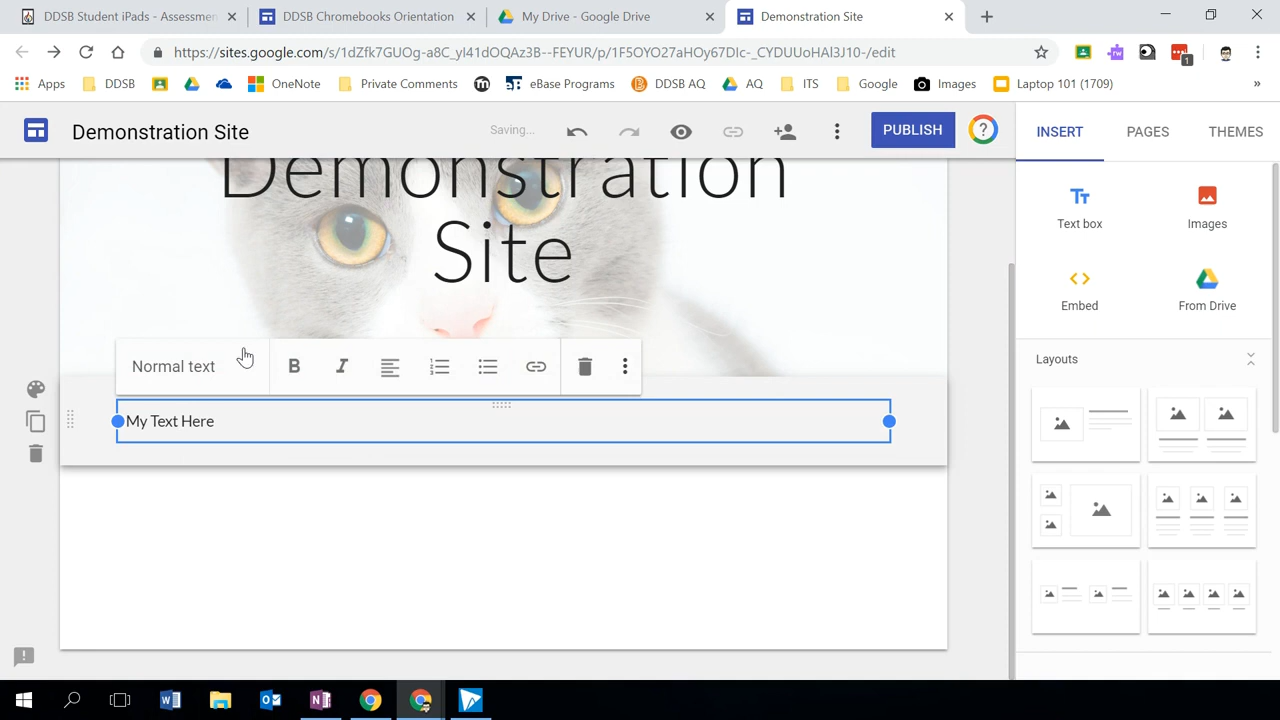 DDSB Student iPads - Assessmen
DDSB Chromebooks Orientation
My Drive - Google Drive
Demonstration Site
https://sites.google.com/s/1dZfk7GUOg-a8C_yl41dOQAz3B--FEYUR/p/1F5OYO27aHOy67DIc-_CYDUUoHAl3J10-/edit
1
Apps
DDSB
OneNote
Private Comments
eBase Programs
DDSB AQ
AQ
ITS
Google
Images
Laptop 101 (1709)
»
Demonstration Site
Saving...
PUBLISH
INSERT
PAGES
THEMES
Demonstration
Site
Text box
Images
Embed
From Drive
Normal text
B
I
My Text Here
Layouts